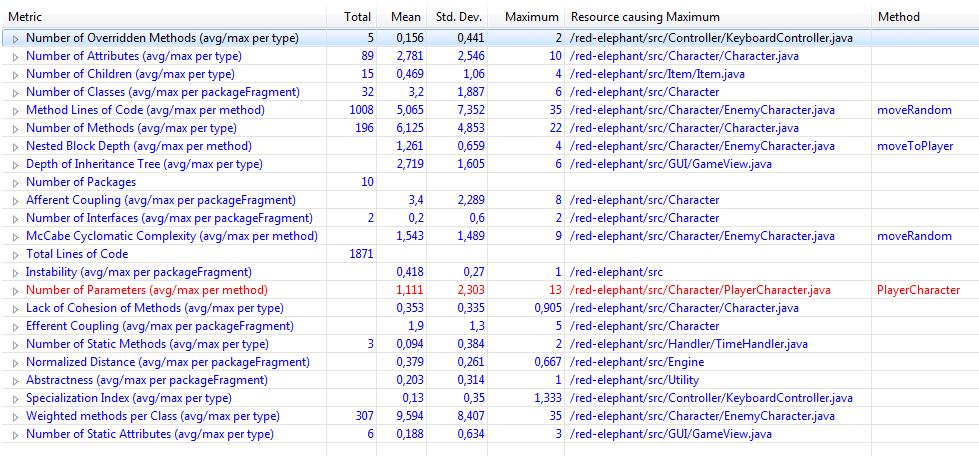 Metric Total Mean Std. Dev. Maximum Resource causing Maximum Method
Number of Overridden Methods (avg/max per type) 5 0,156 0,441 2 /red-elephant/src/Controller/KeyboardController.java
Number of Attributes (avg/max per type) 89 2,781 2,546 10 /red-elephant/src/Character/Character.java
Number of Children (avg/max per type) 15 0,469 1,06 4 /red-elephant/src/Item/Item.java
Number of Classes (avg/max per packageFragment) 32 3,2 1,887 6 /red-elephant/src/Character
Method Lines of Code (avg/max per method) 1008 5,065 7,352 35 /red-elephant/src/Character/EnemyCharacter.java moveRandom
Number of Methods (avg/max per type) 196 6,125 4,853 22 /red-elephant/src/Character/Character.java
Nested Block Depth (avg/max per method) 1,261 0,659 4 /red-elephant/src/Character/EnemyCharacter.java moveToPlayer
Depth of Inheritance Tree (avg/max per type) 2,719 1,605 6 /red-elephant/src/GUI/GameView.java
Number of Packages 10
Afferent Coupling (avg/max per packageFragment) 3,4 2,289 8 /red-elephant/src/Character
Number of Interfaces (avg/max per packageFragment) 2 0,2 0,6 2 /red-elephant/src/Character
McCabe Cyclomatic Complexity (avg/max per method) 1,543 1,489 9 /red-elephant/src/Character/EnemyCharacter.java moveRandom
Total Lines of Code 1871
Instability (avg/max per packageFragment) 0,418 0,27 1 /red-elephant/src
Number of Parameters (avg/max per method) 1,111 2,303 13 /red-elephant/src/Character/PlayerCharacter.java PlayerCharacter
Lack of Cohesion of Methods (avg/max per type) 0,353 0,335 0,905 /red-elephant/src/Character/Character.java
Efferent Coupling (avg/max per packageFragment) 1,9 1,3 5 /red-elephant/src/Character
Number of Static Methods (avg/max per type) 3 0,094 0,384 2 /red-elephant/src/Handler/TimeHandler.java
Normalized Distance (avg/max per packageFragment) 0,379 0,261 0,667 /red-elephant/src/Engine
Abstractness (avg/max per packageFragment) 0,203 0,314 1 /red-elephant/src/Utility
Specialization Index (avg/max per type) 0,13 0,35 1,333 /red-elephant/src/Controller/KeyboardController.java
Weighted methods per Class (avg/max per type) 307 9,594 8,407 35 /red-elephant/src/Character/EnemyCharacter.java
Number of Static Attributes (avg/max per type) 6 0,188 0,634 3 /red-elephant/src/GUI/GameView.java